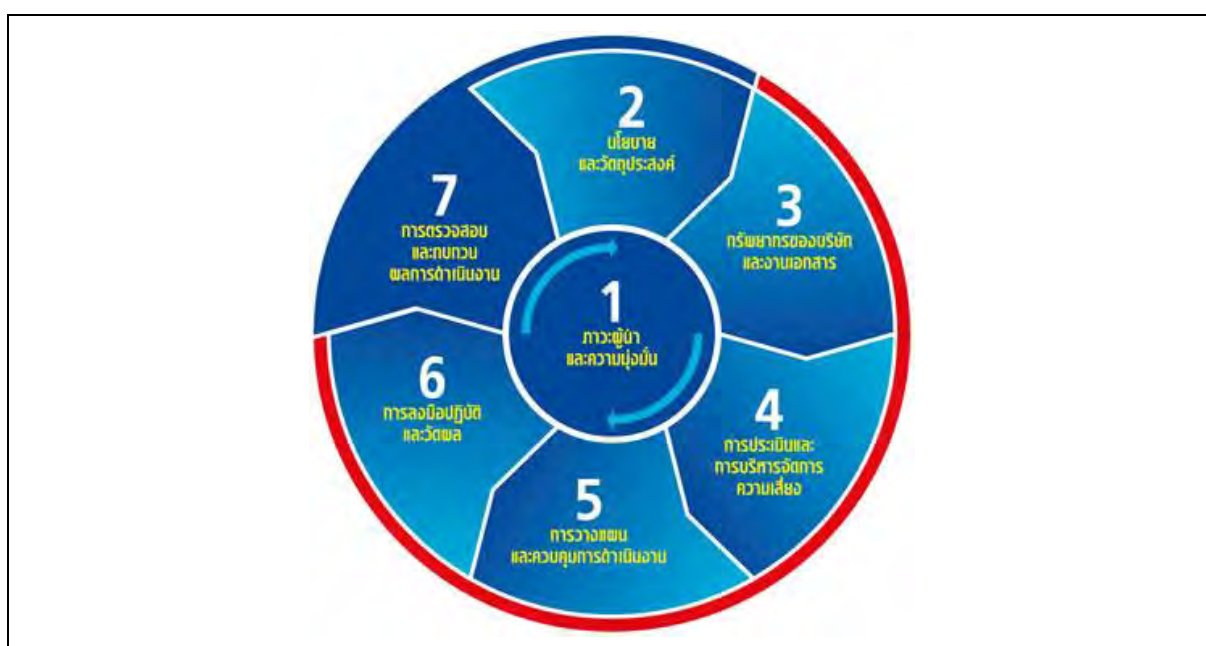 1
ภาวะผู้นำ
และความมุ่งมั่น
2
นโยบาย
และวัตถุประสงค์
3
ทรัพยากรของบริษัท
และงานเอกสาร
4
การประเมินและ
การบริหารจัดการ
ความเสี่ยง
5
การวางแผน
และควบคุมการดำเนินงาน
6
การลงมือปฏิบัติ
และวัดผล
7
การตรวจสอบ
และทบทวน
ผลการดำเนินงาน